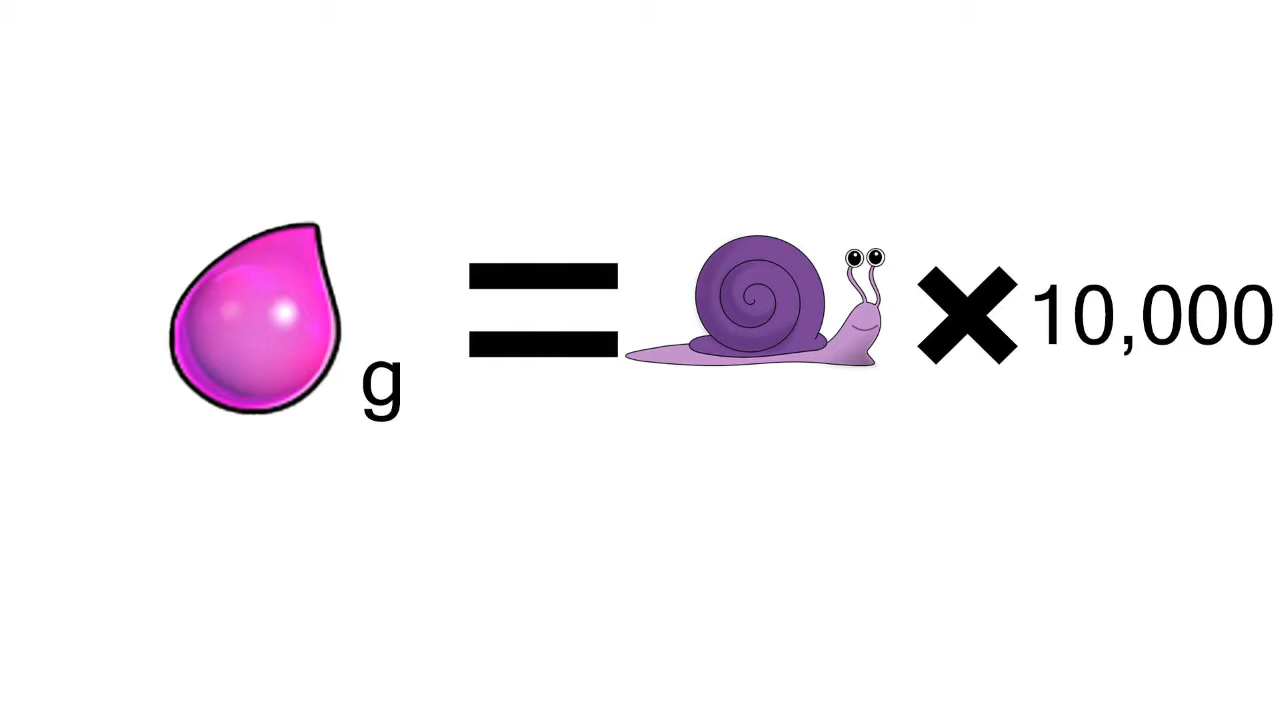 g = × 10,000